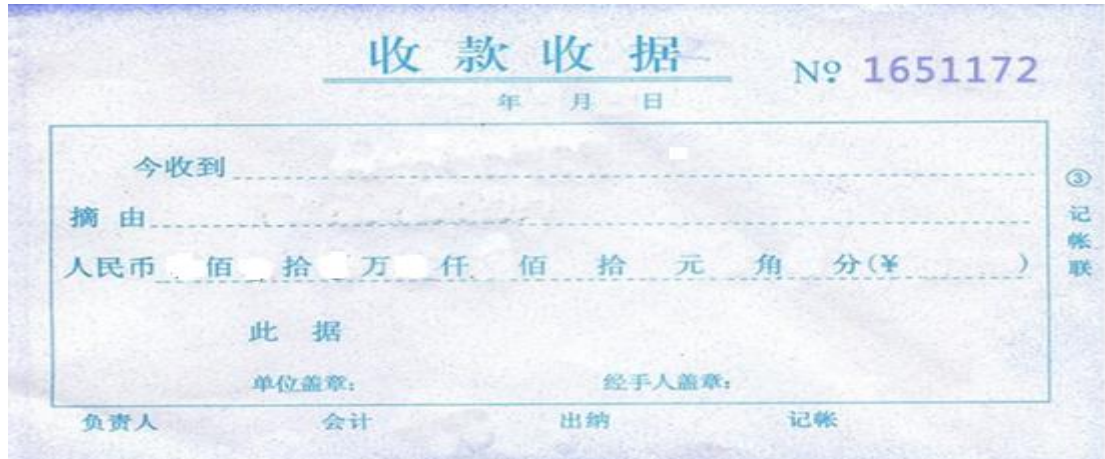 收款收据
№ 1651172
年 月 日
今收到
摘由
人民币 佰 拾 万 仟 佰 拾 元 角 分(¥ )
此据
单位盖章: 经手人盖章:
负责人 会计 出纳 记帐
③记帐联